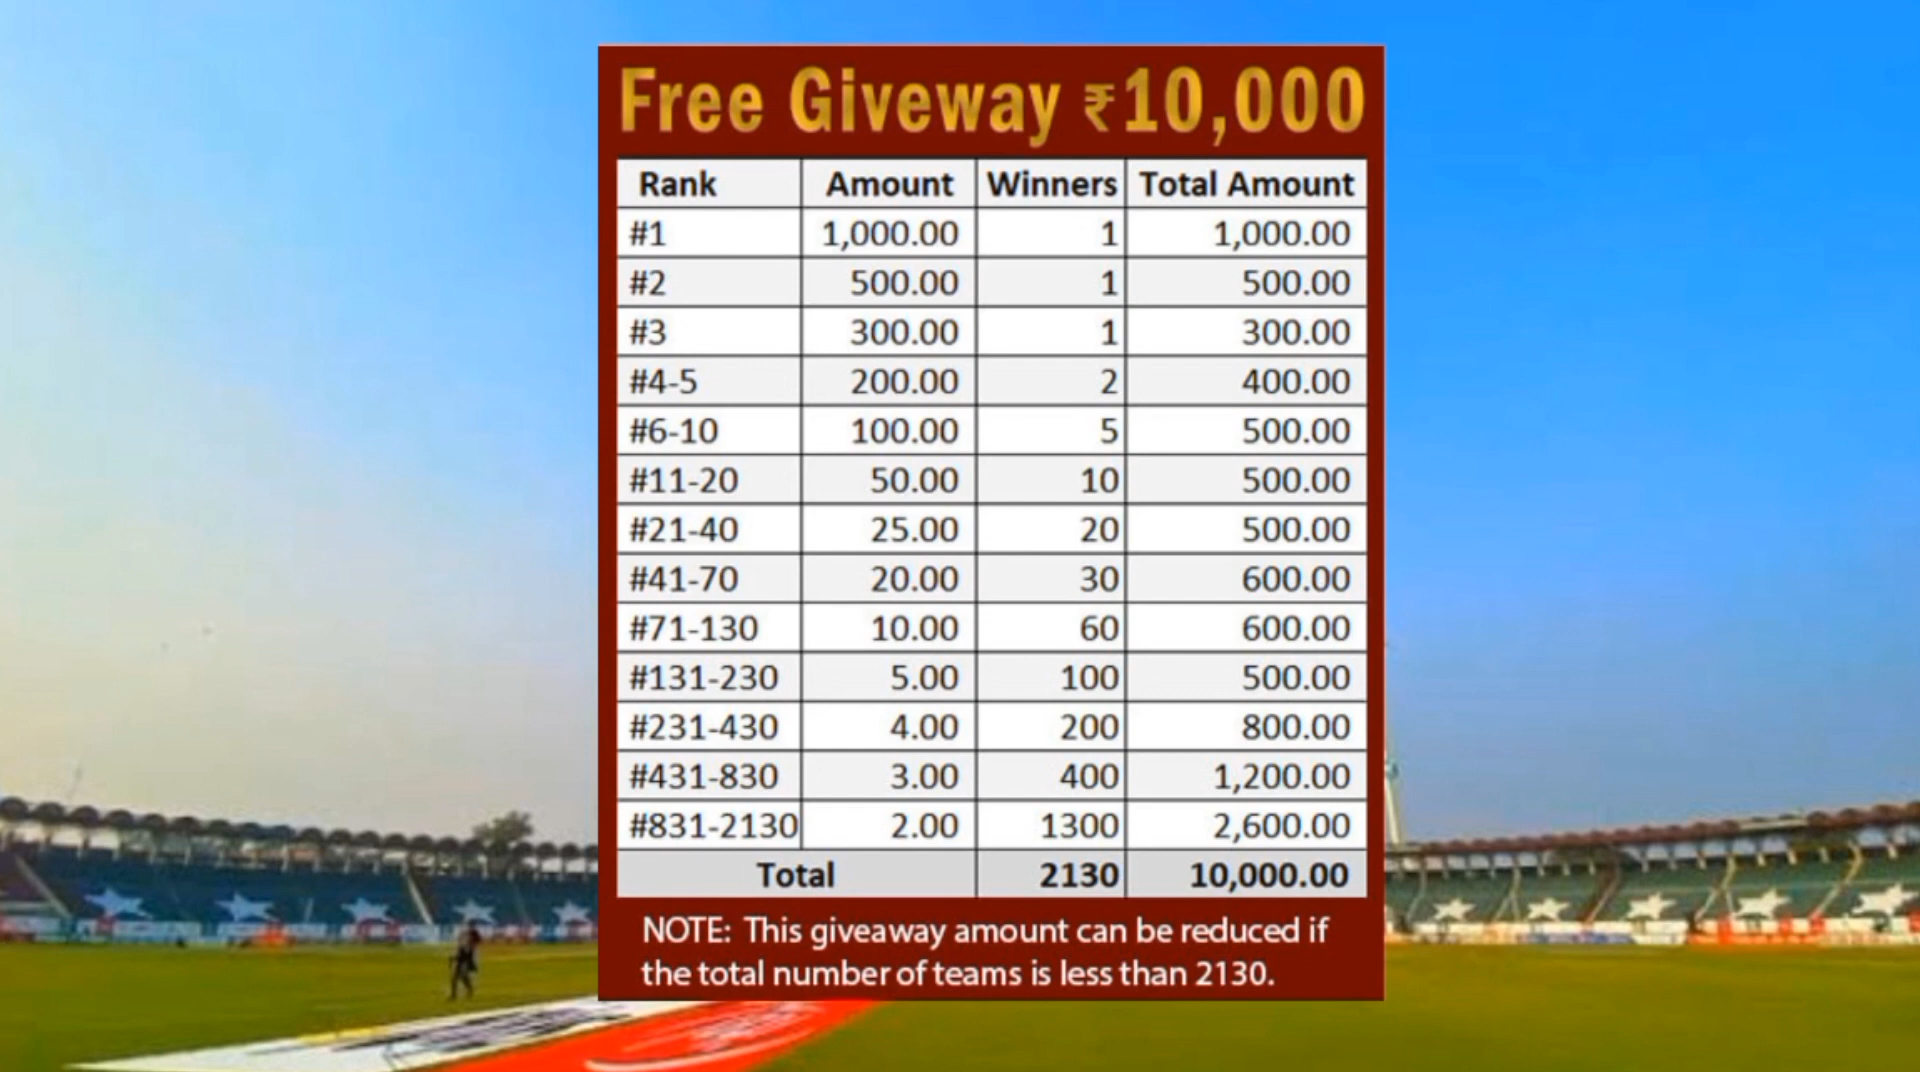 Free Giveway ₹10,000
Rank Amount Winners Total Amount
#1 1,000.00 1 1,000.00
#2 500.00 1 500.00
#3 300.00 1 300.00
#4-5 200.00 2 400.00
#6-10 100.00 5 500.00
#11-20 50.00 10 500.00
#21-40 25.00 20 500.00
#41-70 20.00 30 600.00
#71-130 10.00 60 600.00
#131-230 5.00 100 500.00
#231-430 4.00 200 800.00
#431-830 3.00 400 1,200.00
#831-2130 2.00 1300 2,600.00
Total 2130 10,000.00
NOTE: This giveaway amount can be reduced if
the total number of teams is less than 2130.